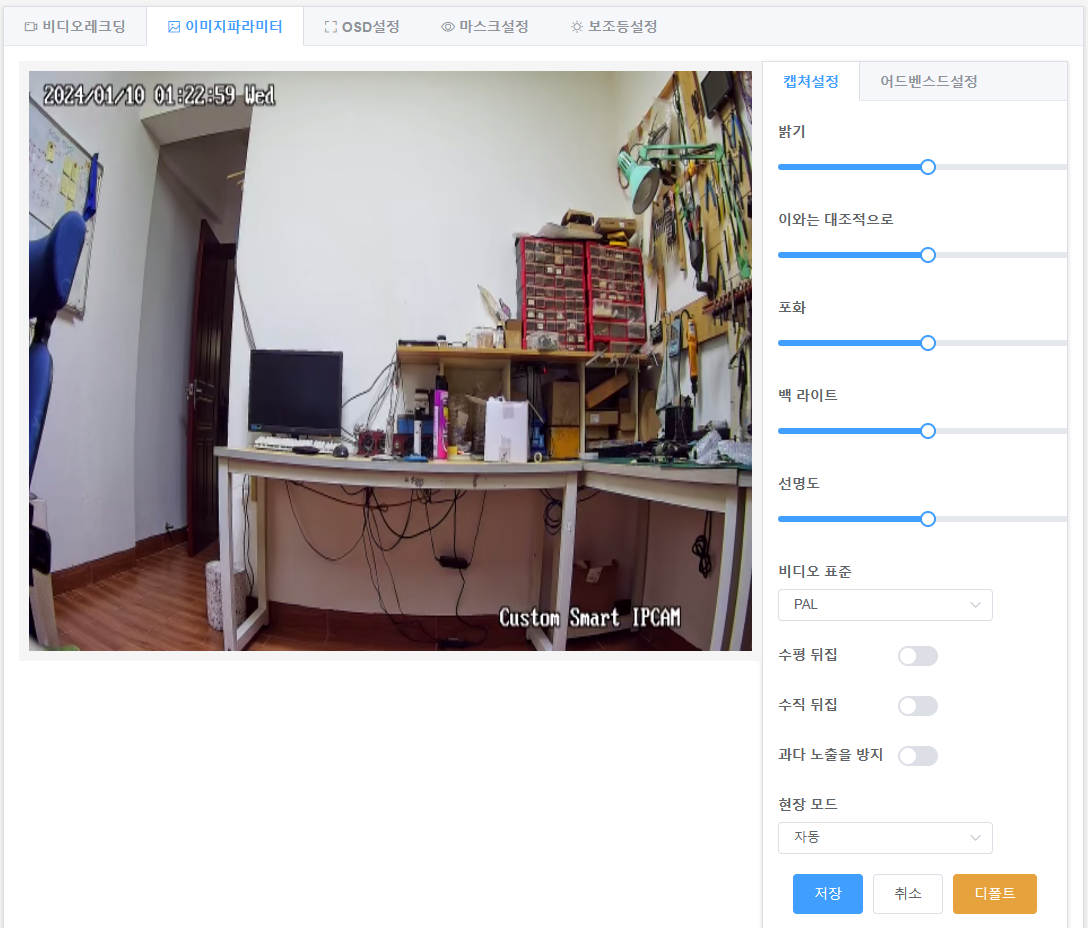 비디오레크딩 이미지파라미터 OSD설정 마스크설정 보조등설정
2024/01/10 01:22:59 Wed
Custom Smart IPCAM
캡쳐설정 어드벤스드설정
밝기
이와는 대조적으로
포화
백 라이트
선명도
비디오 표준
PAL
수평 뒤집
수직 뒤집
과다 노출을 방지
현장 모드
자동
저장 취소 디폴트